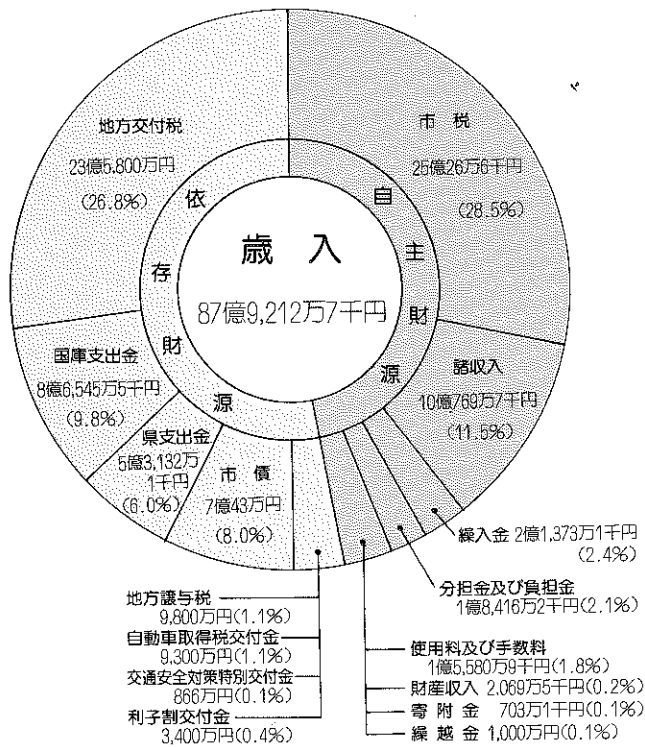 歳入
87億9,212万7千円
自主財源
依存財源
市税
25億26万6千円
(28.5%)
諸収入
10億769万7千円
(11.5%)
繰入金 2億1,373万1千円
(2.4%)
分担金及び負担金
1億8,416万2千円(2.1%)
使用料及び手数料
1億5,580万9千円(1.8%)
財産収入 2,069万5千円(0.2%)
寄附金 703万1千円(0.1%)
繰越金 1,000万円(0.1%)
地方交付税
23億5,800万円
(26.8%)
国庫支出金
8億6,545万5千円
(9.8%)
県支出金
5億3,132万
1千円
(6.0%)
市債
7億43万円
(8.0%)
地方譲与税
9,800万円(1.1%)
自動車取得税交付金
9,300万円(1.1%)
交通安全対策特別交付金
866万円(0.1%)
利子割交付金
3,400万円(0.4%)